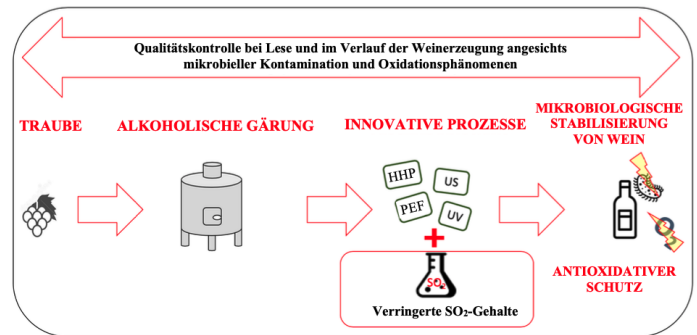 Qualitätskontrolle bei Lese und im Verlauf der Weinerzeugung angesichts
mikrobieller Kontamination und Oxidationsphänomenen
TRAUBE
ALKOHOLISCHE GÄRUNG
INNOVATIVE PROZESSE
MIKROBIOLOGISCHE
STABILISIERUNG
VON WEIN
HHP
US
PEF
UV
+
SO₂
Verringerte SO₂-Gehalte
ANTIOXIDATIVER
SCHUTZ